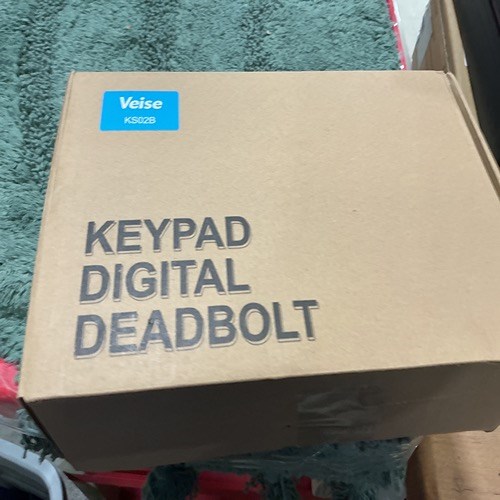 Veise
KS02B
KEYPAD
DIGITAL
DEADBOLT